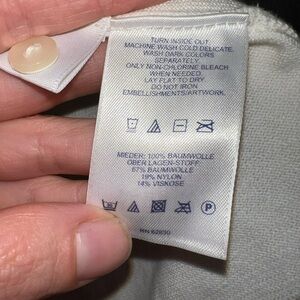 TURN INSIDE OUT.
MACHINE WASH COLD DELICATE.
WASH DARK COLORS
SEPARATELY.
ONLY NON-CHLORINE BLEACH
WHEN NEEDED.
LAY FLAT TO DRY
DO NOT IRON
EMBELLISHMENTS/ARTWORK.
MIEDER: 100% BAUMWOLLE
OBER LAGEN-STOFF:
67% BAUMWOLLE
19% NYLON
14% VISKOSE
P
RN 62830